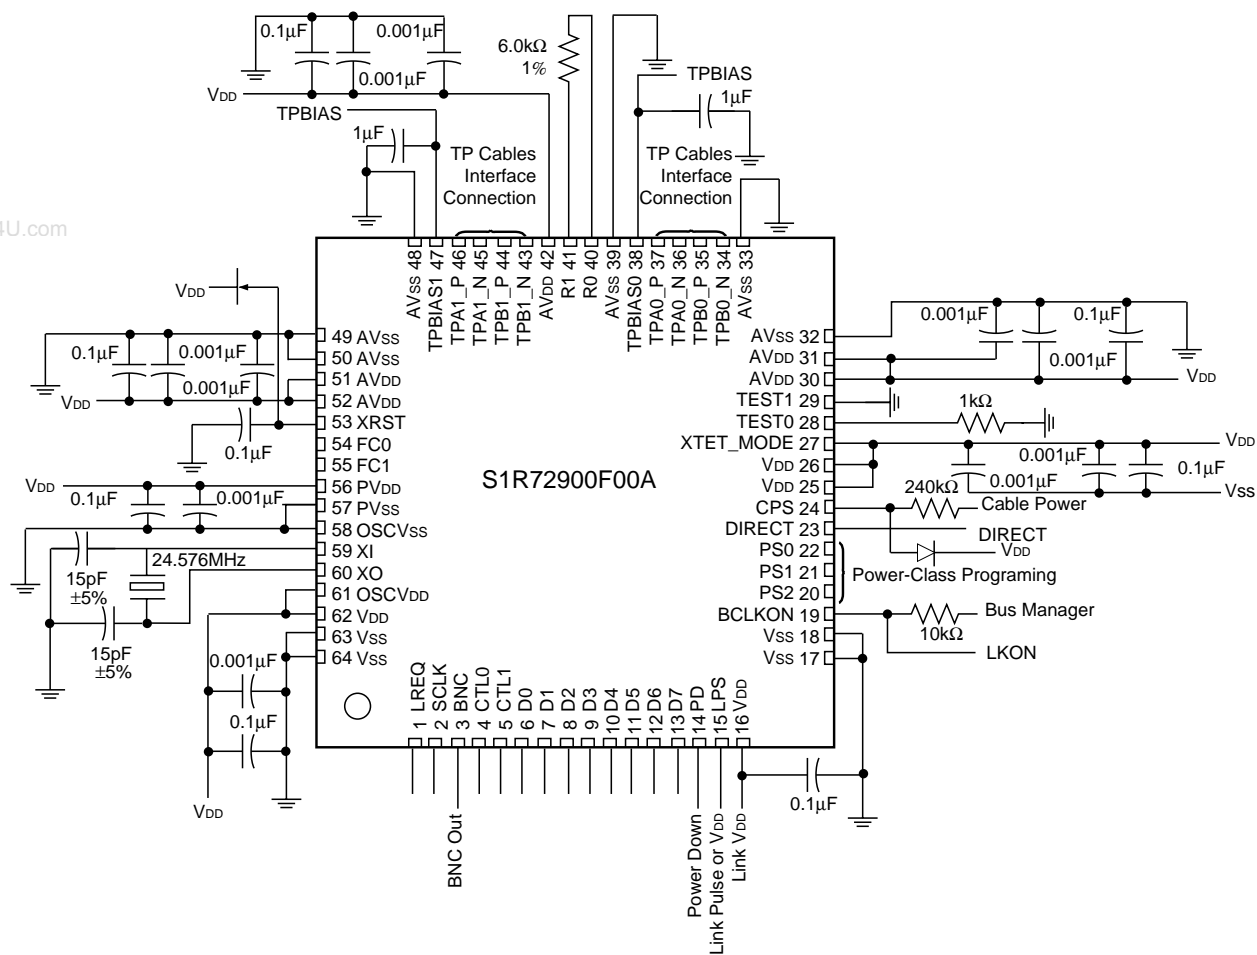 0.1µF
0.001µF
0.001µF
VDD
6.0kΩ
1%
TPBIAS
1µF
TPBIAS
1µF
TP Cables
Interface
Connection
TP Cables
Interface
Connection
4U.com
AVSS 48
TPBIAS1 47
TPA1_P 46
TPA1_N 45
TPB1_P 44
TPB1_N 43
AVDD 42
R1 41
R0 40
AVSS 39
TPBIAS0 38
TPA0_P 37
TPA0_N 36
TPB0_P 35
TPB0_N 34
AVSS 33
VDD
0.1µF
0.001µF
0.001µF
VDD
0.1µF
VDD
0.1µF
0.001µF
24.576MHz
15pF
±5%
15pF
±5%
0.001µF
0.1µF
VDD
49 AVSS
50 AVSS
51 AVDD
52 AVDD
53 XRST
54 FC0
55 FC1
56 PVDD
57 PVSS
58 OSCVSS
59 XI
60 XO
61 OSCVDD
62 VDD
63 VSS
64 VSS
S1R72900F00A
AVSS 32
AVDD 31
AVDD 30
TEST1 29
TEST0 28
XTET_MODE 27
VDD 26
VDD 25
CPS 24
DIRECT 23
PS0 22
PS1 21
PS2 20
BCLKON 19
VSS 18
VSS 17
0.001µF
0.1µF
0.001µF
VDD
1kΩ
VDD
0.001µF
0.001µF
0.1µF
VSS
240kΩ
Cable Power
DIRECT
VDD
Power-Class Programing
Bus Manager
10kΩ
LKON
1 LREQ
2 SCLK
3 BNC
4 CTL0
5 CTL1
6 D0
7 D1
8 D2
9 D3
10 D4
11 D5
12 D6
13 D7
14 PD
15 LPS
16 VDD
0.1µF
BNC Out
Power Down
Link Pulse or VDD
Link VDD